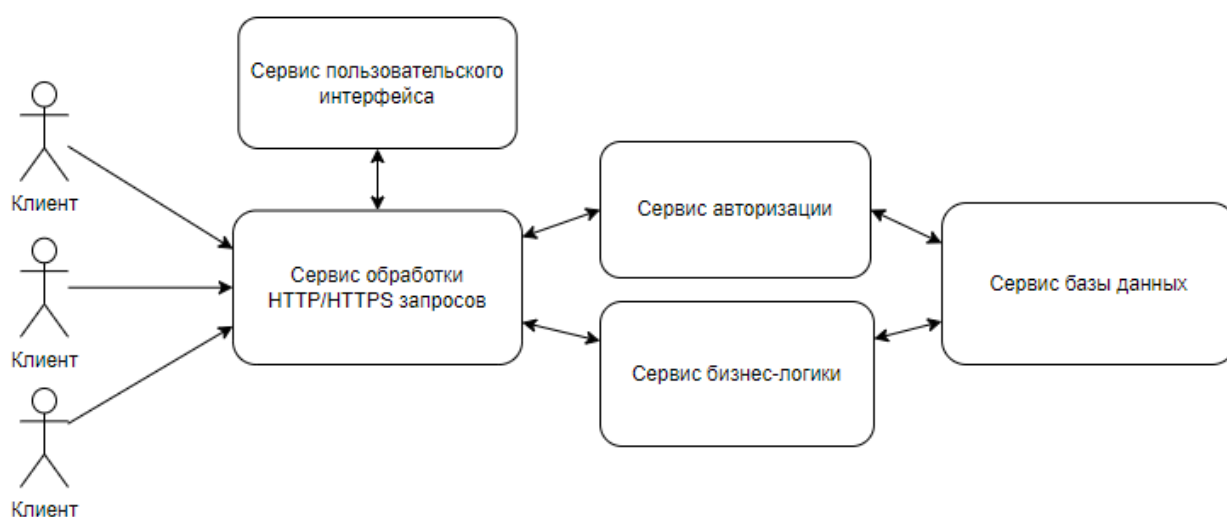 Сервис пользовательского
интерфейса
Клиент
Сервис авторизации
Сервис обработки
HTTP/HTTPS запросов
Сервис базы данных
Клиент
Сервис бизнес-логики
Клиент